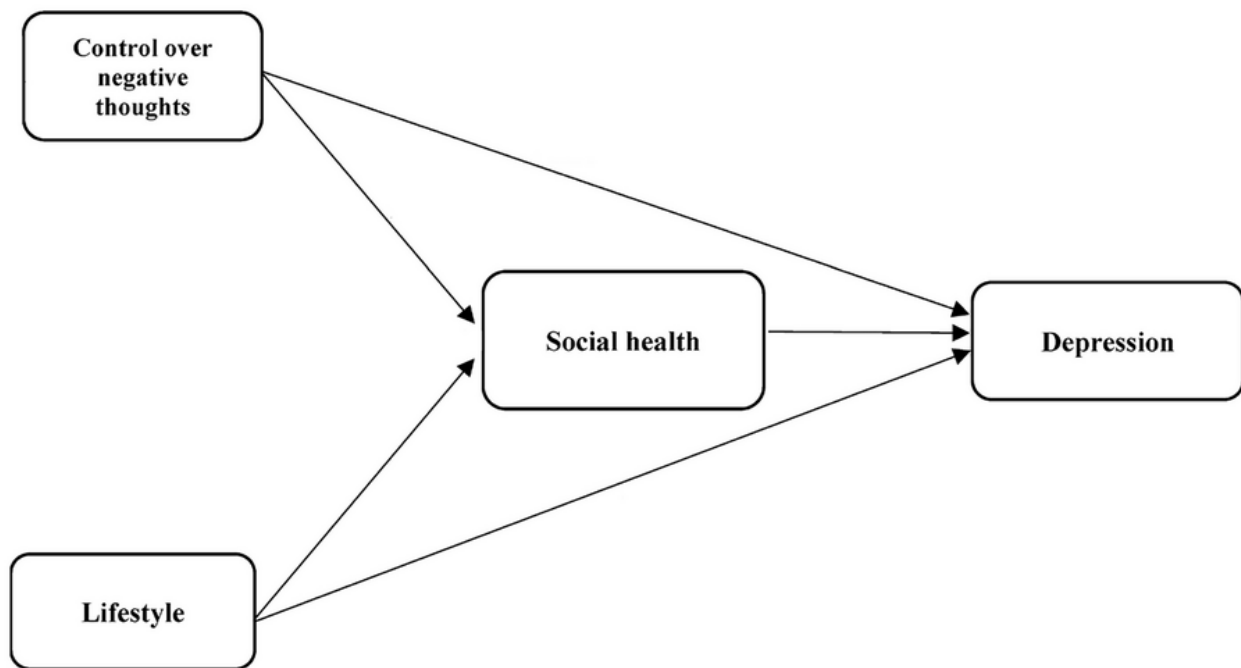 Control over
negative
thoughts
Social health
Depression
Lifestyle